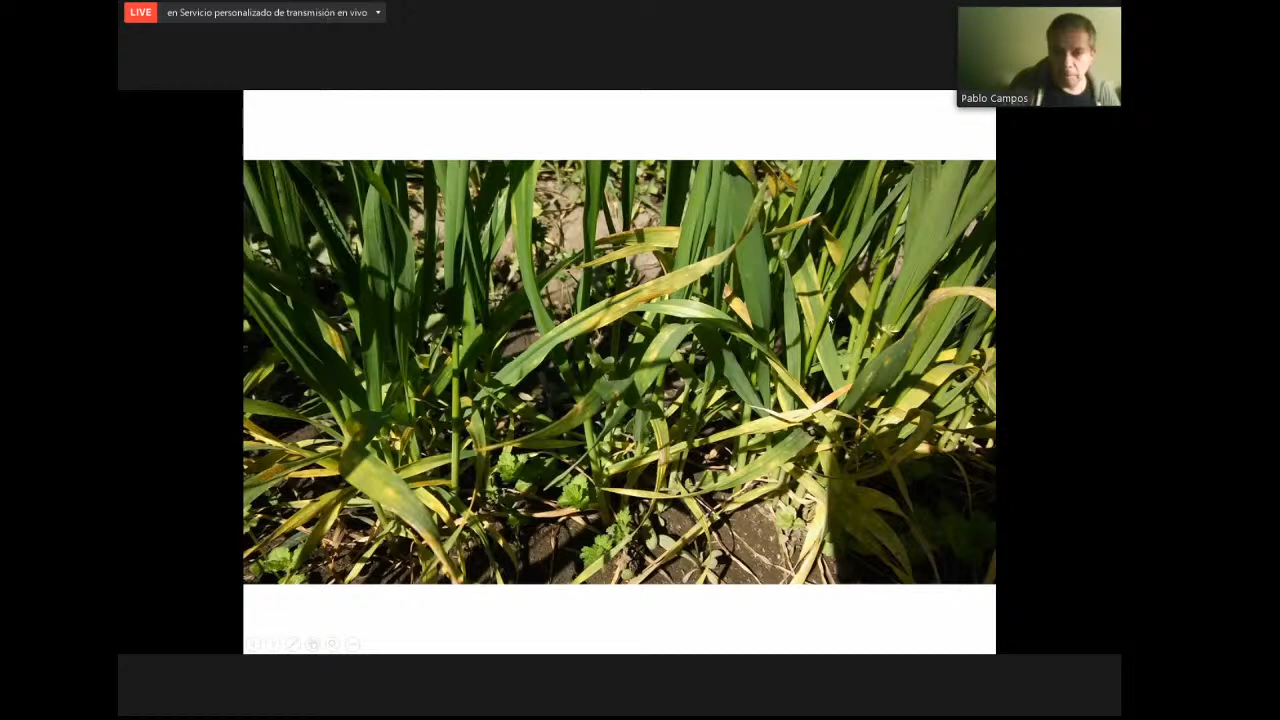 LIVE
en Servicio personalizado de transmisión en vivo
Pablo Campos